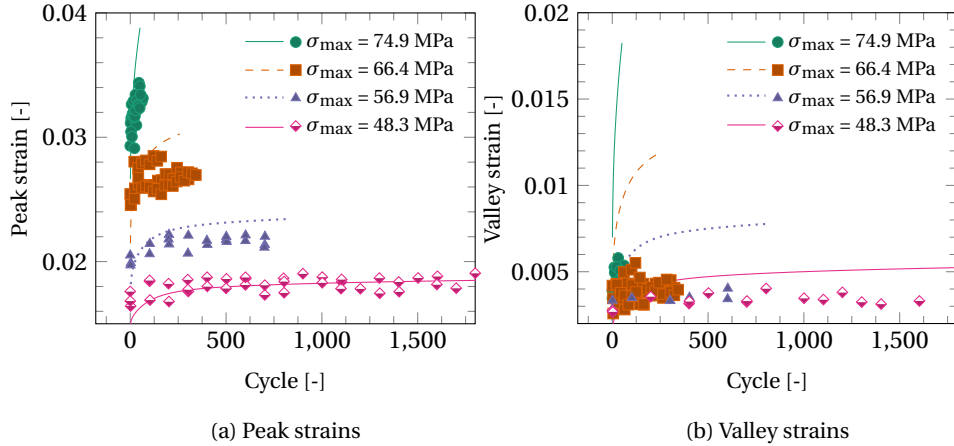 0.04
0.03
0.02
Peak strain [-]
σmax = 74.9 MPa
σmax = 66.4 MPa
σmax = 56.9 MPa
σmax = 48.3 MPa
0 500 1,000 1,500
Cycle [-]
(a) Peak strains
0.02
0.015
0.01
0.005
Valley strain [-]
σmax = 74.9 MPa
σmax = 66.4 MPa
σmax = 56.9 MPa
σmax = 48.3 MPa
0 500 1,000 1,500
Cycle [-]
(b) Valley strains